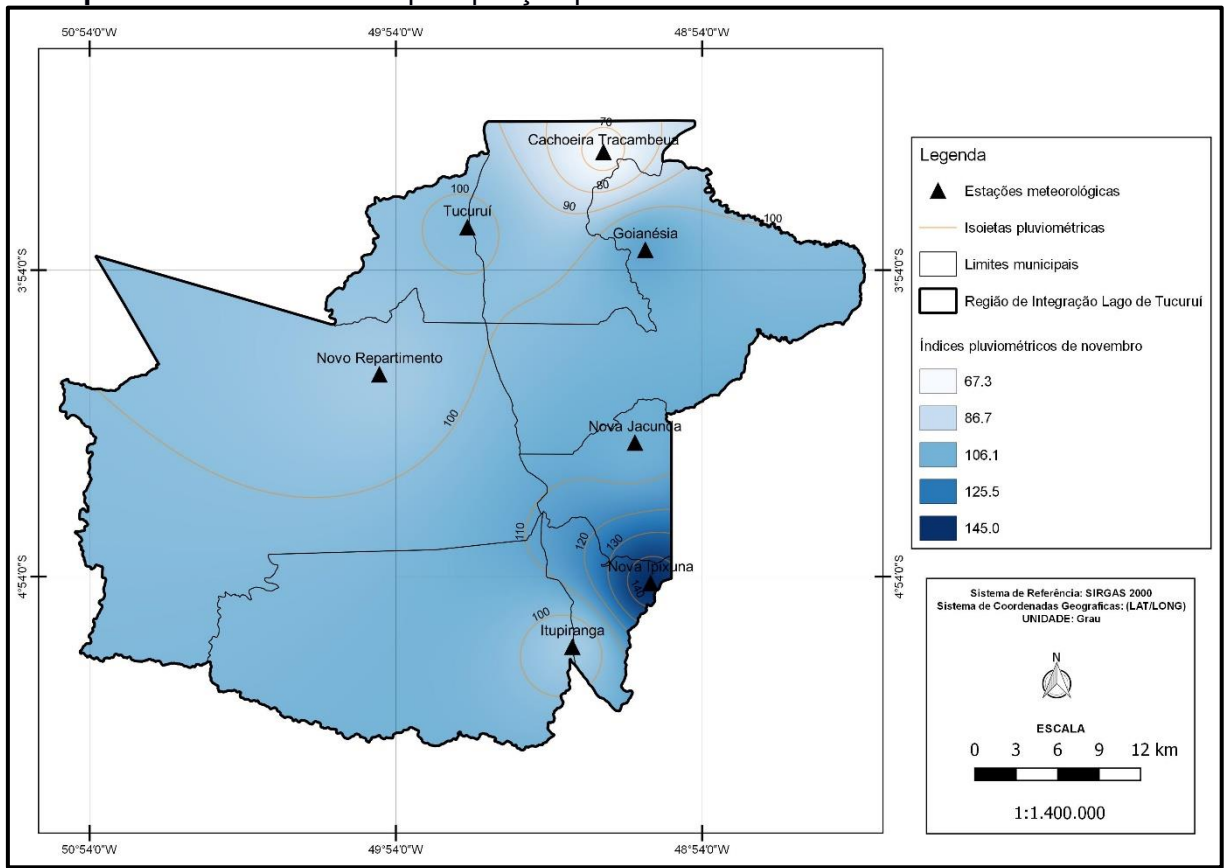 50°54'0"W 49°54'0"W 48°54'0"W
70
Cachoeira Tracambeua
80
90
100
Tucuruí
100
Goianésia
3°54'0"S 3°54'0"S
Novo Repartimento
100
Nova Jacunda
110
120
130
Nova Ipixuna
140
4°54'0"S 4°54'0"S
100
Itupiranga
50°54'0"W 49°54'0"W 48°54'0"W
Legenda
Estações meteorológicas
Isoietas pluviométricas
Limites municipais
Região de Integração Lago de Tucuruí
Índices pluviométricos de novembro
67.3
86.7
106.1
125.5
145.0
Sistema de Referência: SIRGAS 2000
Sistema de Coordenadas Geograficas: (LAT/LONG)
UNIDADE: Grau
N
ESCALA
0 3 6 9 12 km
1:1.400.000